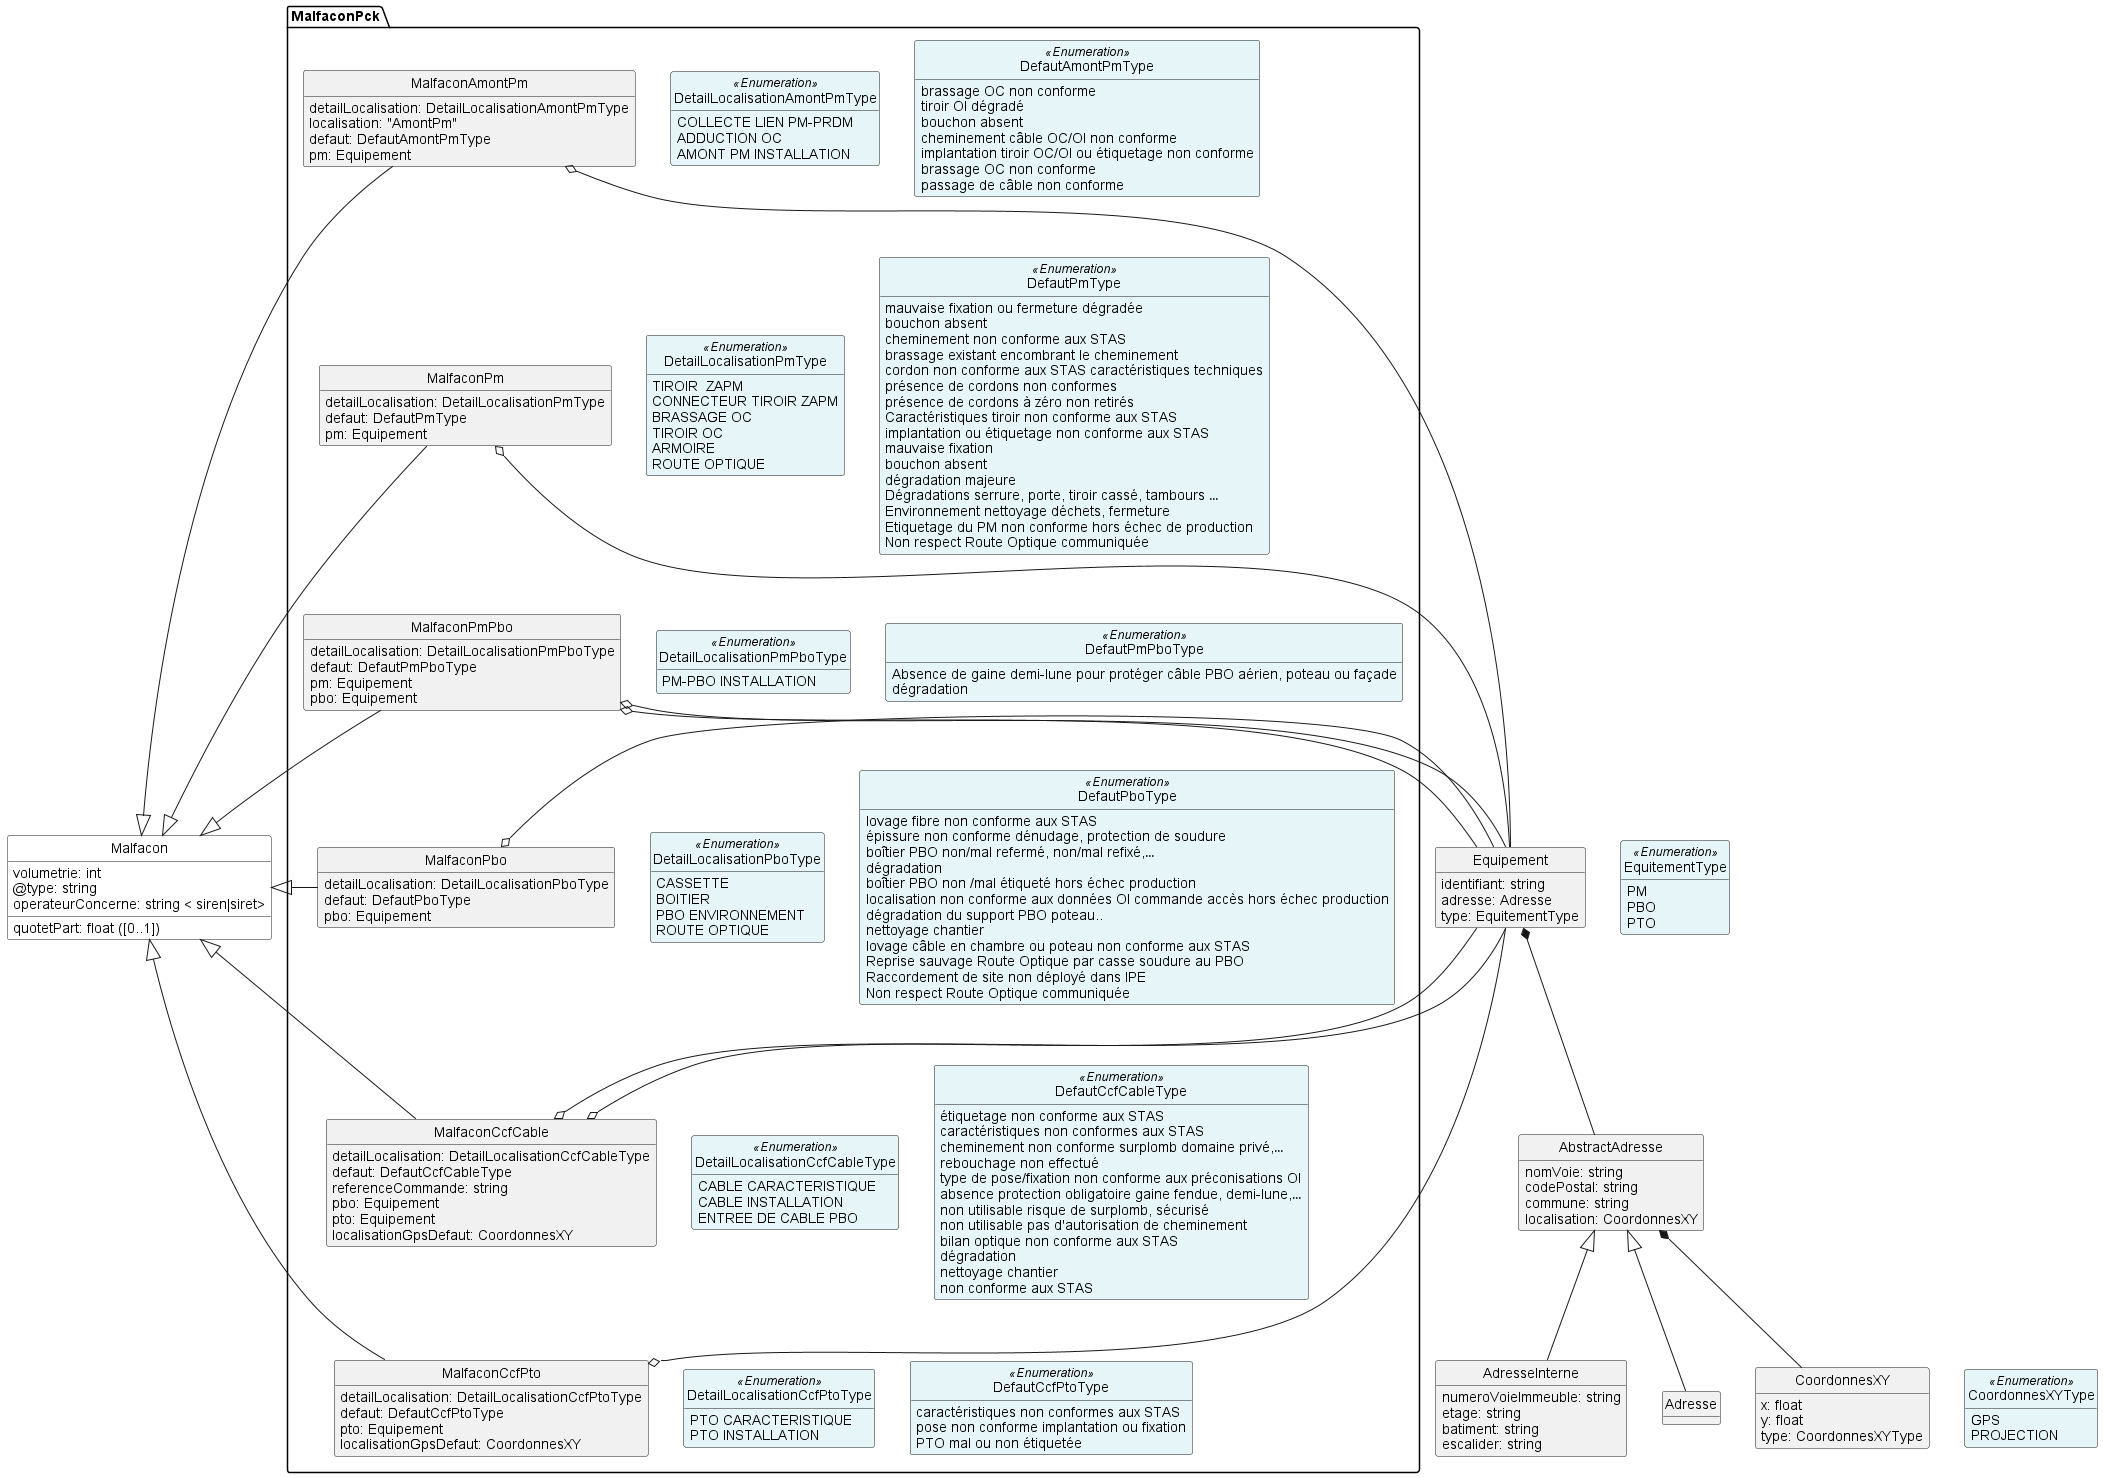 MalfaconPck
MalfaconAmontPm
detailLocalisation: DetailLocalisationAmontPmType
localisation: "AmontPm"
defaut: DefautAmontPmType
pm: Equipement
«Enumeration»
DetailLocalisationAmontPmType
COLLECTE LIEN PM-PRDM
ADDUCTION OC
AMONT PM INSTALLATION
«Enumeration»
DefautAmontPmType
brassage OC non conforme
tiroir OI dégradé
bouchon absent
cheminement câble OC/OI non conforme
implantation tiroir OC/OI ou étiquetage non conforme
brassage OC non conforme
passage de câble non conforme
MalfaconPm
detailLocalisation: DetailLocalisationPmType
defaut: DefautPmType
pm: Equipement
«Enumeration»
DetailLocalisationPmType
TIROIR  ZAPM
CONNECTEUR TIROIR ZAPM
BRASSAGE OC
TIROIR OC
ARMOIRE
ROUTE OPTIQUE
«Enumeration»
DefautPmType
mauvaise fixation ou fermeture dégradée
bouchon absent
cheminement non conforme aux STAS
brassage existant encombrant le cheminement
cordon non conforme aux STAS caractéristiques techniques
présence de cordons non conformes
présence de cordons à zéro non retirés
Caractéristiques tiroir non conforme aux STAS
implantation ou étiquetage non conforme aux STAS
mauvaise fixation
bouchon absent
dégradation majeure
Dégradations serrure, porte, tiroir cassé, tambours ...
Environnement nettoyage déchets, fermeture
Etiquetage du PM non conforme hors échec de production
Non respect Route Optique communiquée
MalfaconPmPbo
detailLocalisation: DetailLocalisationPmPboType
defaut: DefautPmPboType
pm: Equipement
pbo: Equipement
«Enumeration»
DetailLocalisationPmPboType
PM-PBO INSTALLATION
«Enumeration»
DefautPmPboType
Absence de gaine demi-lune pour protéger câble PBO aérien, poteau ou façade
dégradation
Malfacon
volumetrie: int
@type: string
operateurConcerne: string < siren|siret>
quotetPart: float ([0..1])
MalfaconPbo
detailLocalisation: DetailLocalisationPboType
defaut: DefautPboType
pbo: Equipement
«Enumeration»
DetailLocalisationPboType
CASSETTE
BOITIER
PBO ENVIRONNEMENT
ROUTE OPTIQUE
«Enumeration»
DefautPboType
lovage fibre non conforme aux STAS
épissure non conforme dénudage, protection de soudure
boîtier PBO non/mal refermé, non/mal refixé,...
dégradation
boîtier PBO non /mal étiqueté hors échec production
localisation non conforme aux données OI commande accès hors échec production
dégradation du support PBO poteau..
nettoyage chantier
lovage câble en chambre ou poteau non conforme aux STAS
Reprise sauvage Route Optique par casse soudure au PBO
Raccordement de site non déployé dans IPE
Non respect Route Optique communiquée
Equipement
identifiant: string
adresse: Adresse
type: EquitementType
«Enumeration»
EquitementType
PM
PBO
PTO
MalfaconCcfCable
detailLocalisation: DetailLocalisationCcfCableType
defaut: DefautCcfCableType
referenceCommande: string
pbo: Equipement
pto: Equipement
localisationGpsDefaut: CoordonnesXY
«Enumeration»
DetailLocalisationCcfCableType
CABLE CARACTERISTIQUE
CABLE INSTALLATION
ENTREE DE CABLE PBO
«Enumeration»
DefautCcfCableType
étiquetage non conforme aux STAS
caractéristiques non conformes aux STAS
cheminement non conforme surplomb domaine privé,...
rebouchage non effectué
type de pose/fixation non conforme aux préconisations OI
absence protection obligatoire gaine fendue, demi-lune,...
non utilisable risque de surplomb, sécurisé
non utilisable pas d'autorisation de cheminement
bilan optique non conforme aux STAS
dégradation
nettoyage chantier
non conforme aux STAS
AbstractAdresse
nomVoie: string
codePostal: string
commune: string
localisation: CoordonnesXY
MalfaconCcfPto
detailLocalisation: DetailLocalisationCcfPtoType
defaut: DefautCcfPtoType
pto: Equipement
localisationGpsDefaut: CoordonnesXY
«Enumeration»
DetailLocalisationCcfPtoType
PTO CARACTERISTIQUE
PTO INSTALLATION
«Enumeration»
DefautCcfPtoType
caractéristiques non conformes aux STAS
pose non conforme implantation ou fixation
PTO mal ou non étiquetée
AdresseInterne
numeroVoieImmeuble: string
etage: string
batiment: string
escalider: string
Adresse
CoordonnesXY
x: float
y: float
type: CoordonnesXYType
«Enumeration»
CoordonnesXYType
GPS
PROJECTION